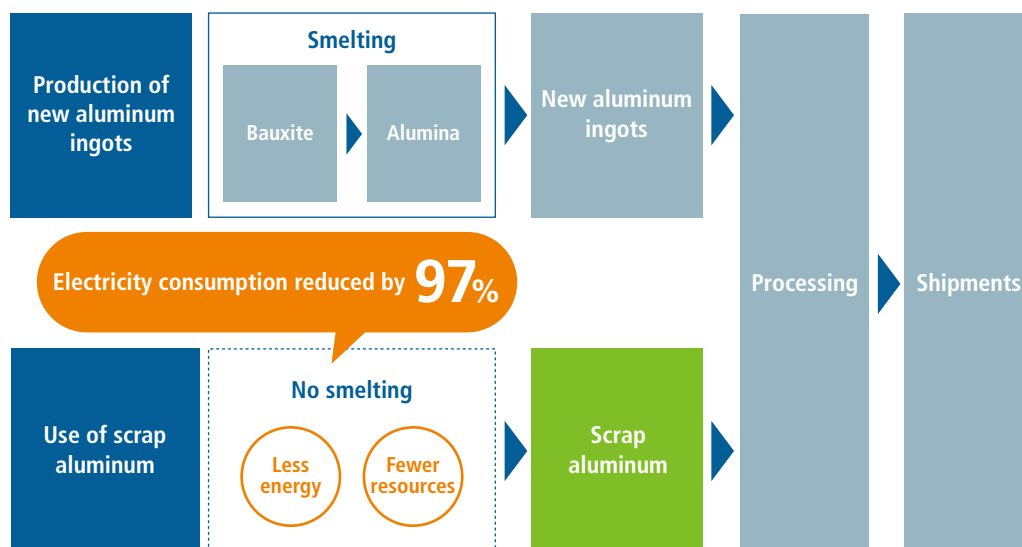 Production of
new aluminum
ingots
Smelting
Bauxite
Alumina
New aluminum
ingots
Electricity consumption reduced by 97%
Use of scrap
aluminum
No smelting
Less
energy
Fewer
resources
Scrap
aluminum
Processing
Shipments